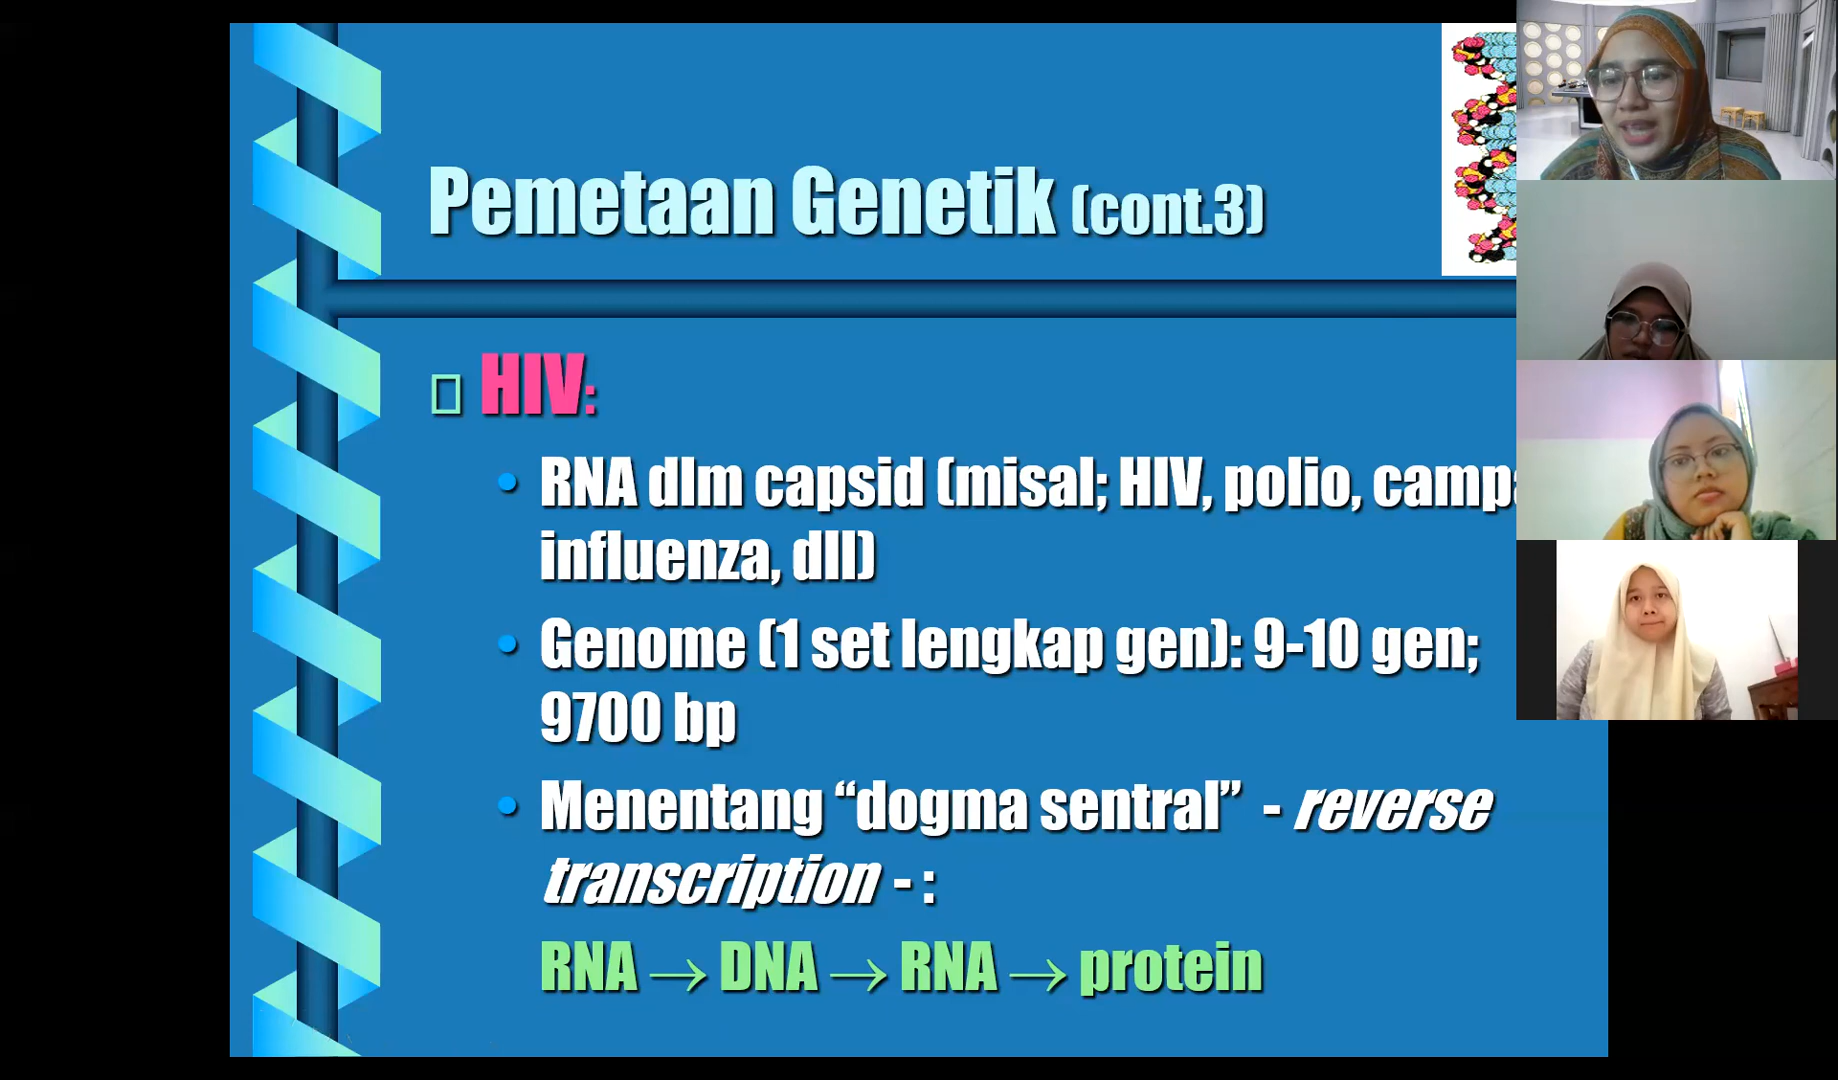 Pemetaan Genetik (cont.3)
HIV:
• RNA dlm capsid (misal; HIV, polio,
influenza, dll)
• Genome (1 set lengkap gen): 9-10 gen;
9700 bp
• Menentang “dogma sentral” - reverse
transcription - :
RNA → DNA → RNA → protein